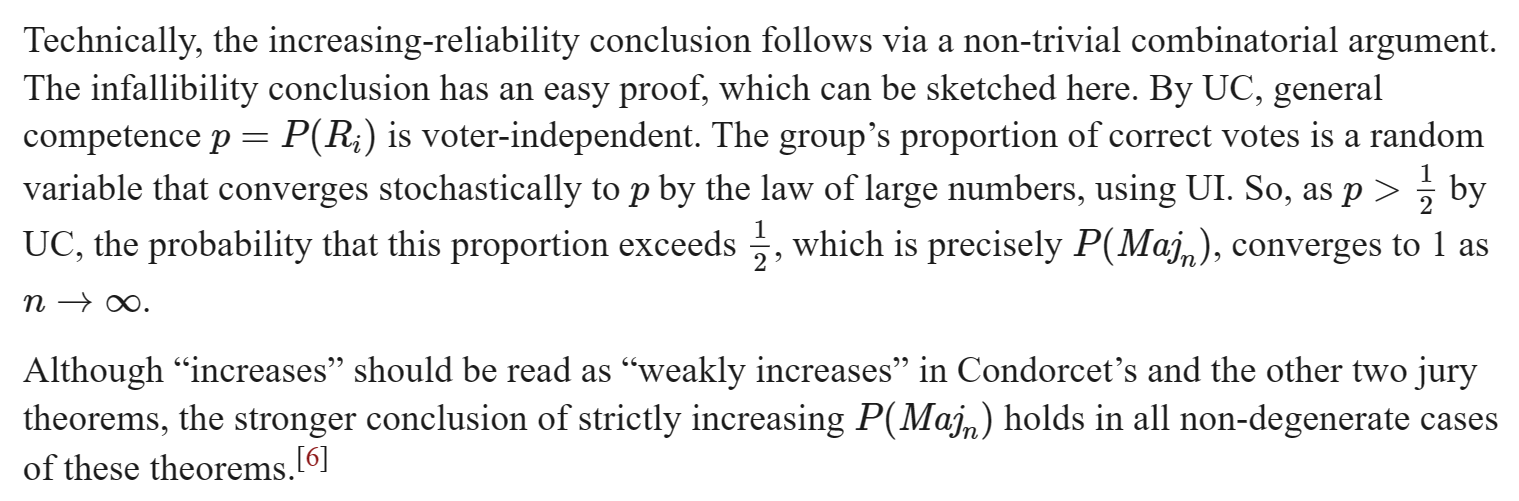 Technically, the increasing-reliability conclusion follows via a non-trivial combinatorial argument.
The infallibility conclusion has an easy proof, which can be sketched here. By UC, general
competence p = P(R_i) is voter-independent. The group’s proportion of correct votes is a random
variable that converges stochastically to p by the law of large numbers, using UI. So, as p > 1/2 by
UC, the probability that this proportion exceeds 1/2, which is precisely P(Maj_n), converges to 1 as
n → ∞.
Although “increases” should be read as “weakly increases” in Condorcet’s and the other two jury
theorems, the stronger conclusion of strictly increasing P(Maj_n) holds in all non-degenerate cases
of these theorems.[6]